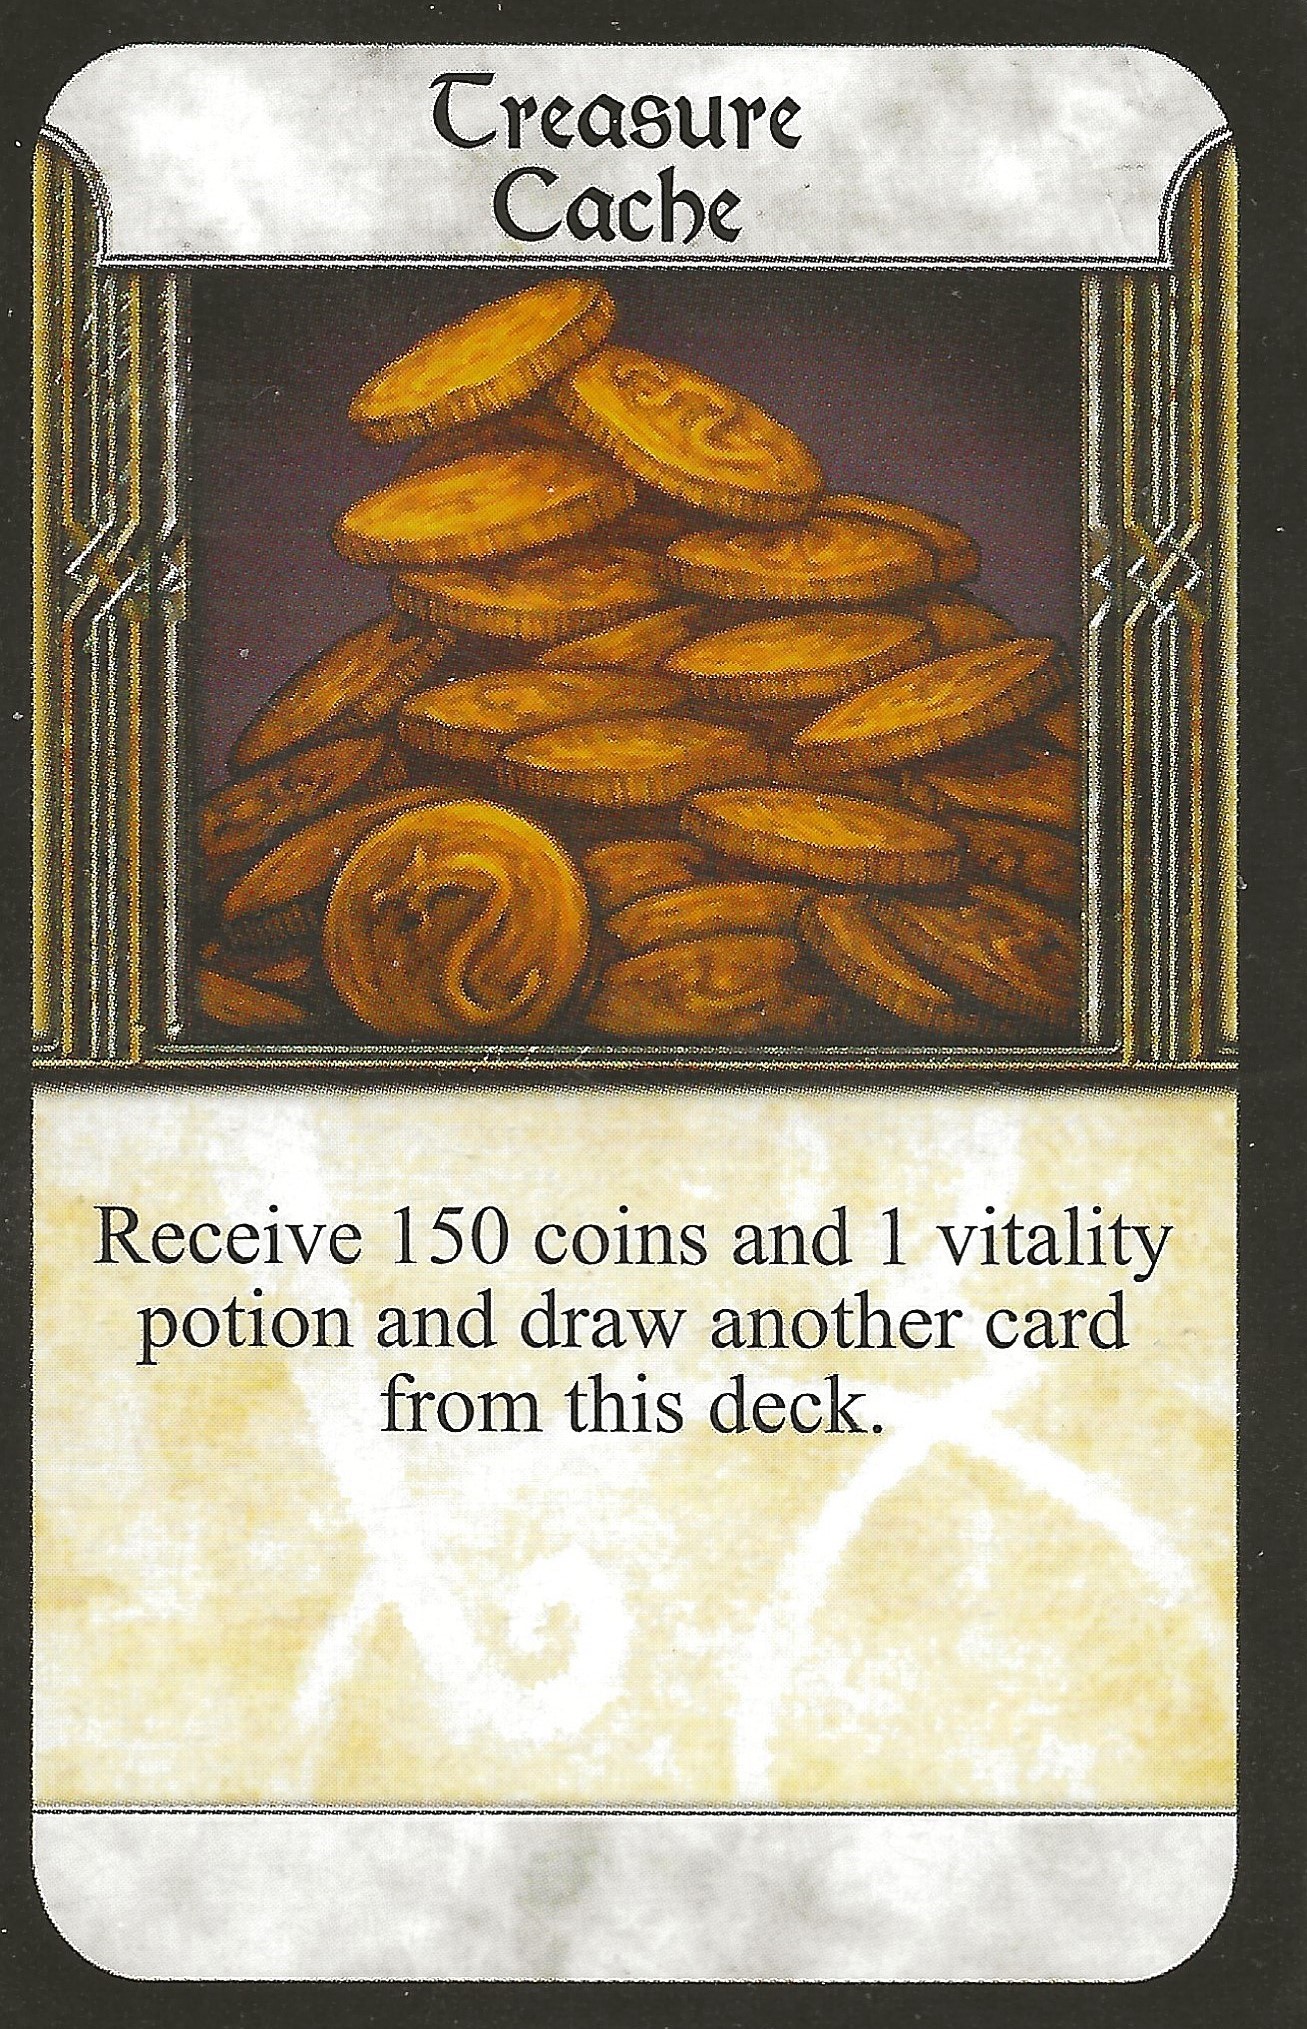 Treasure
Cache
Receive 150 coins and 1 vitality
potion and draw another card
from this deck.